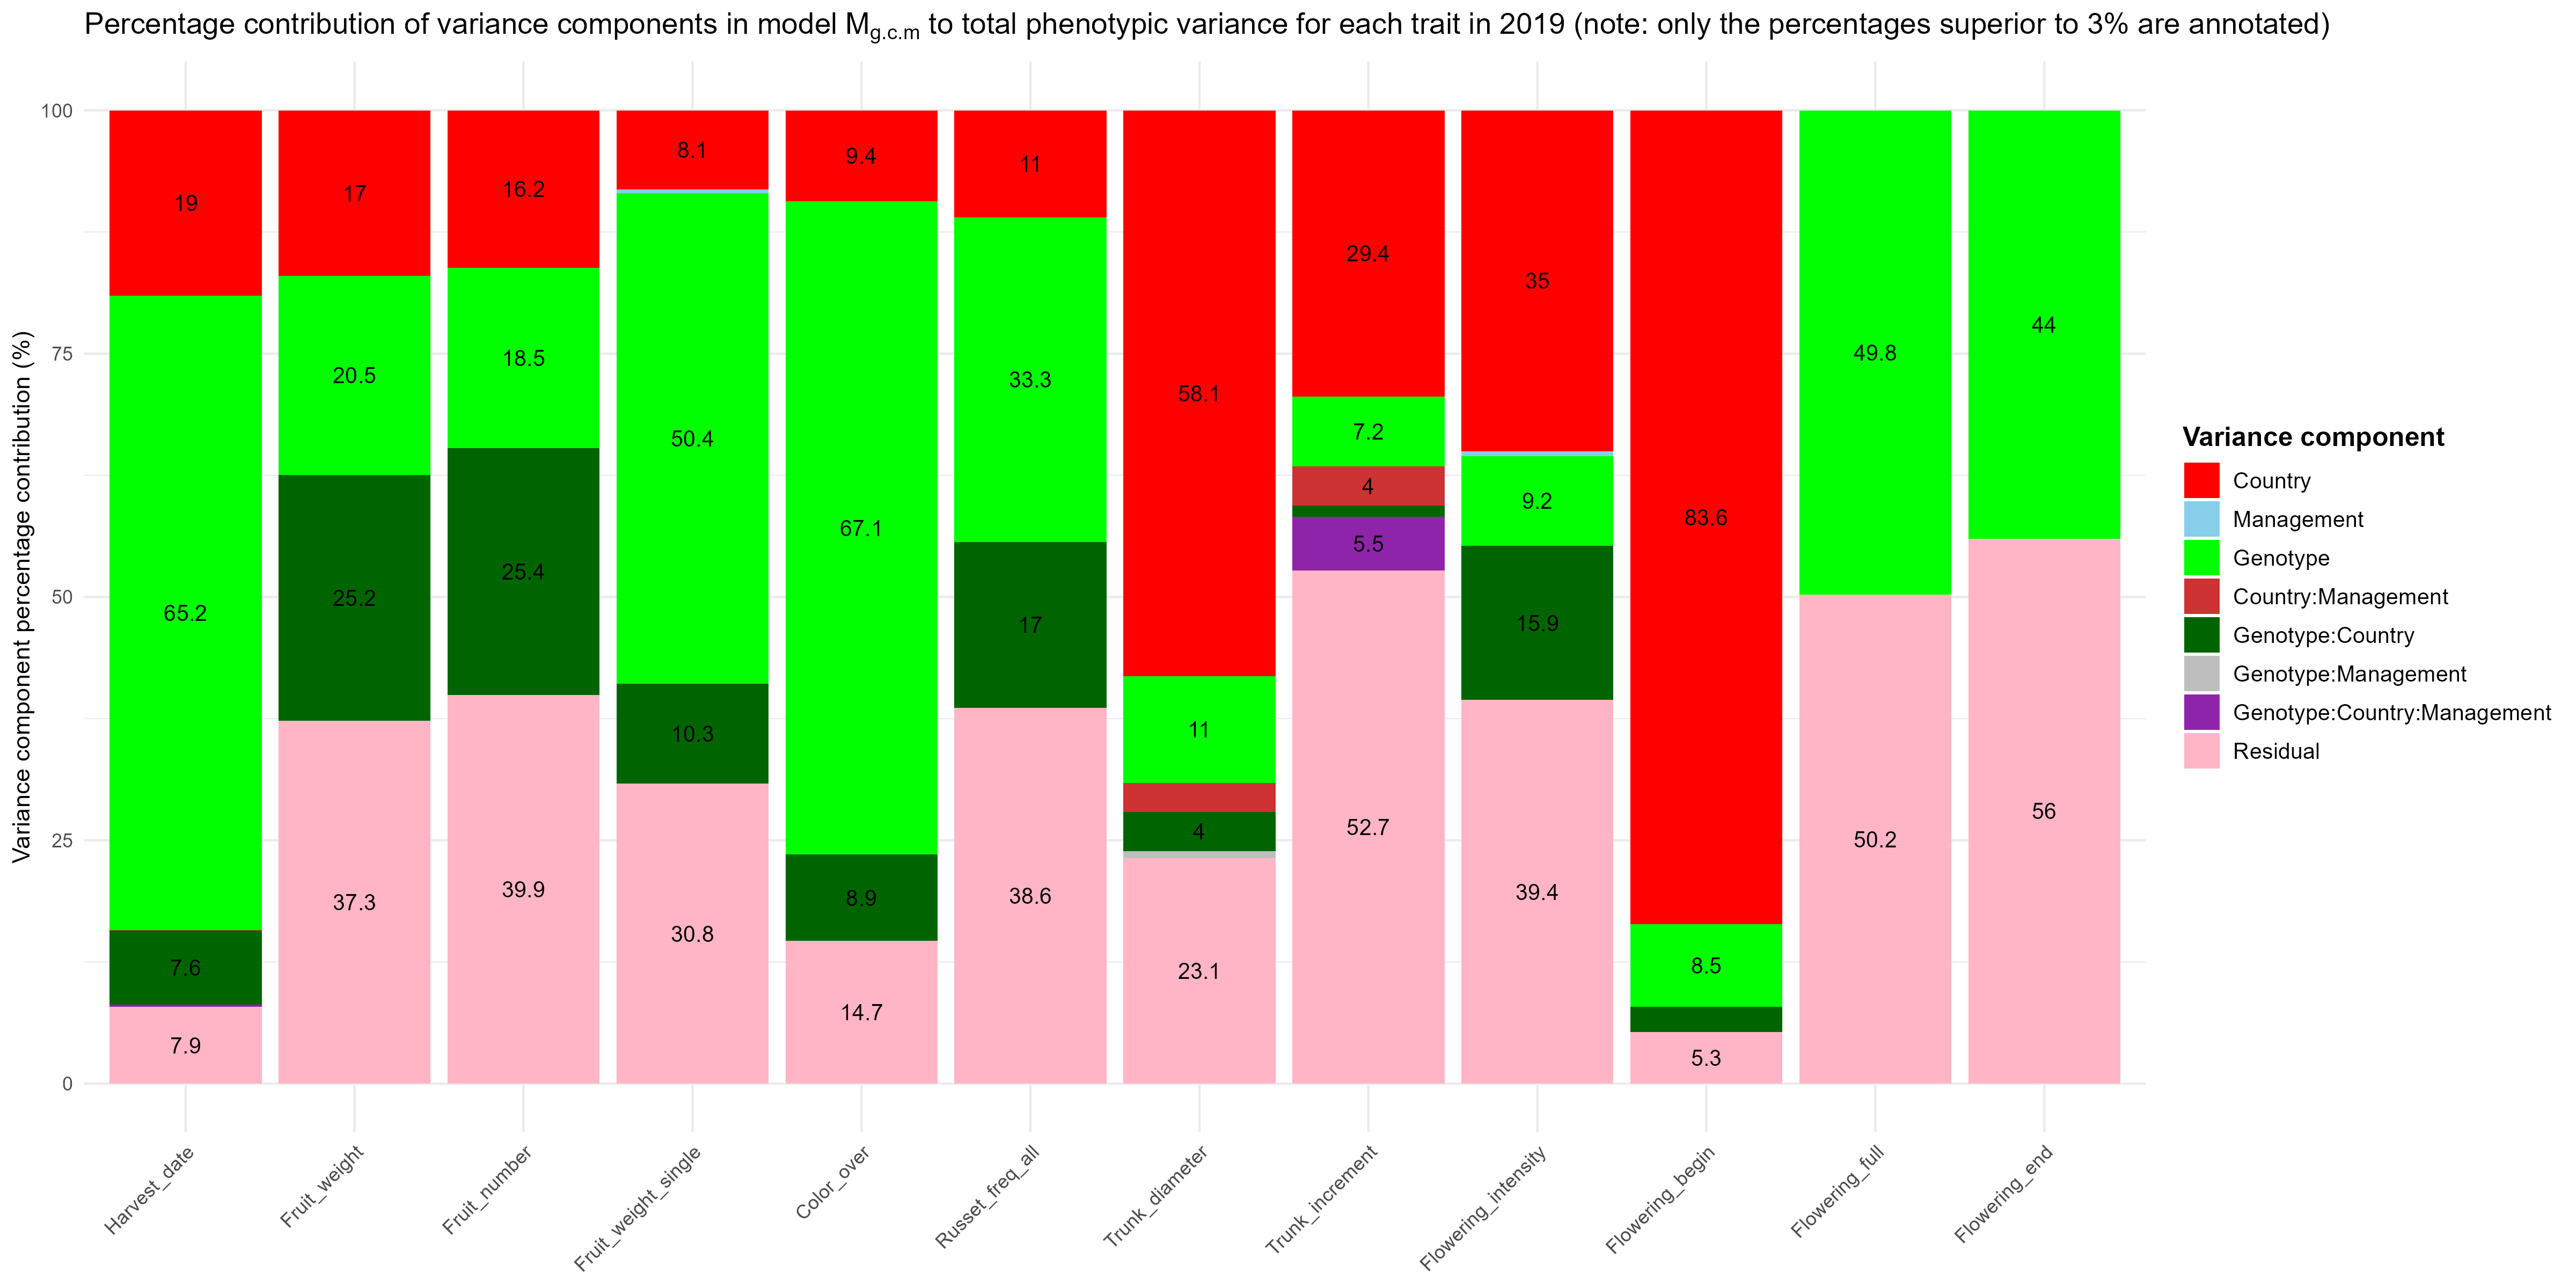 Percentage contribution of variance components in model Mg.c.m to total phenotypic variance for each trait in 2019 (note: only the percentages superior to 3% are annotated)
Variance component percentage contribution (%)
100
75
50
25
0
19
65.2
7.6
7.9
17
20.5
25.2
37.3
16.2
18.5
25.4
39.9
8.1
50.4
10.3
30.8
9.4
67.1
8.9
14.7
11
33.3
17
38.6
58.1
11
4
23.1
29.4
7.2
4
5.5
52.7
35
9.2
15.9
39.4
83.6
8.5
5.3
49.8
50.2
44
56
Harvest_date
Fruit_weight
Fruit_number
Fruit_weight_single
Color_over
Russet_freq_all
Trunk_diameter
Trunk_increment
Flowering_intensity
Flowering_begin
Flowering_full
Flowering_end
Variance component
Country
Management
Genotype
Country:Management
Genotype:Country
Genotype:Management
Genotype:Country:Management
Residual